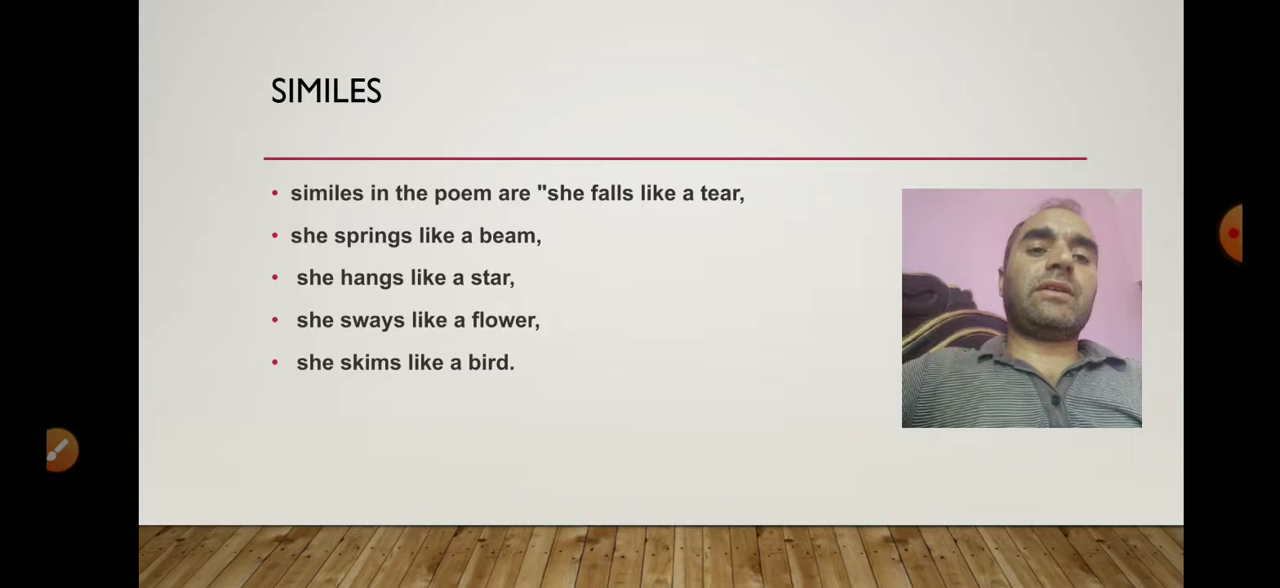 SIMILES
• similes in the poem are "she falls like a tear,
• she springs like a beam,
• she hangs like a star,
• she sways like a flower,
• she skims like a bird.